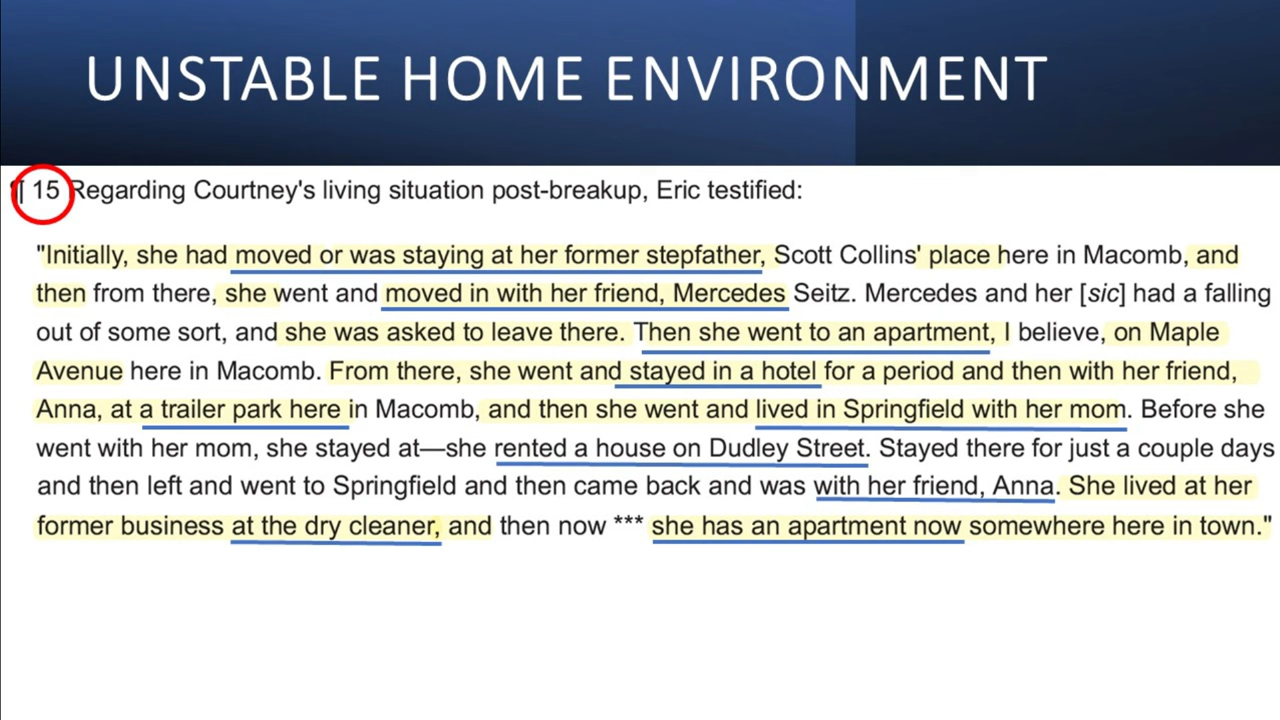 UNSTABLE HOME ENVIRONMENT
¶ 15 Regarding Courtney's living situation post-breakup, Eric testified:
"Initially, she had moved or was staying at her former stepfather, Scott Collins' place here in Macomb, and
then from there, she went and moved in with her friend, Mercedes Seitz. Mercedes and her [sic] had a falling
out of some sort, and she was asked to leave there. Then she went to an apartment, I believe, on Maple
Avenue here in Macomb. From there, she went and stayed in a hotel for a period and then with her friend,
Anna, at a trailer park here in Macomb, and then she went and lived in Springfield with her mom. Before she
went with her mom, she stayed at—she rented a house on Dudley Street. Stayed there for just a couple days
and then left and went to Springfield and then came back and was with her friend, Anna. She lived at her
former business at the dry cleaner, and then now *** she has an apartment now somewhere here in town."